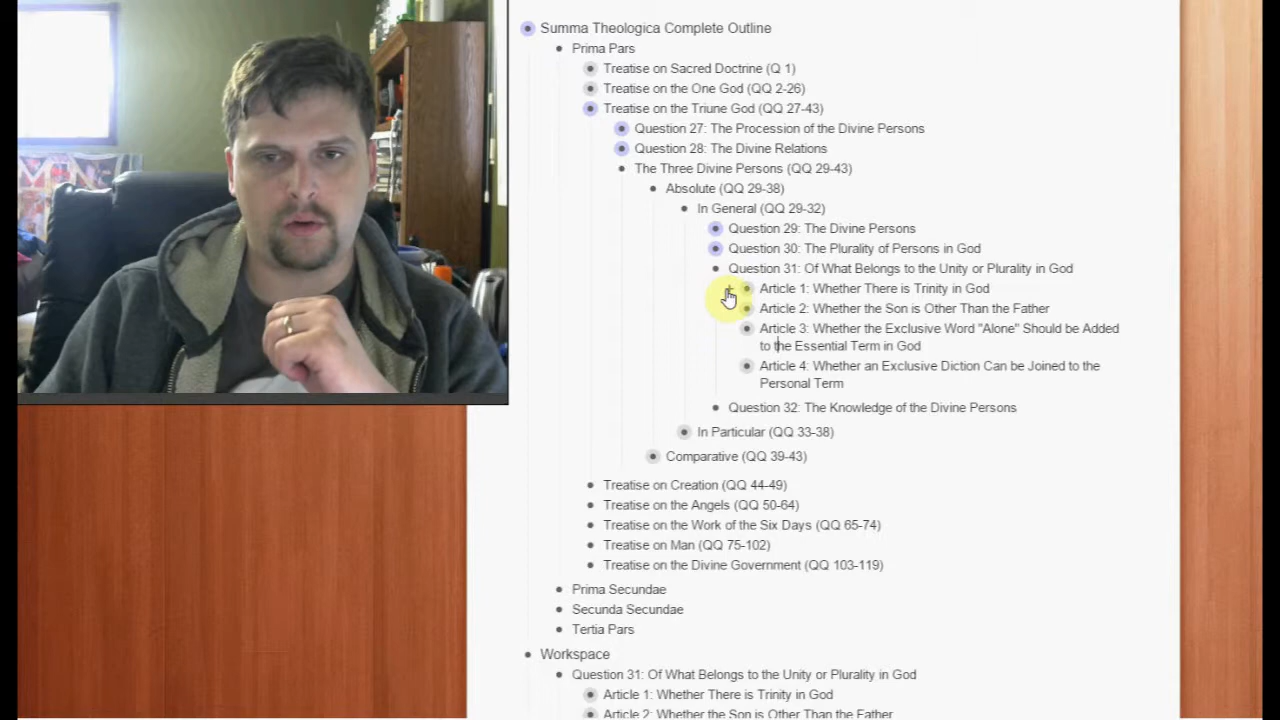 Summa Theologica Complete Outline
Prima Pars
Treatise on Sacred Doctrine (Q 1)
Treatise on the One God (QQ 2-26)
Treatise on the Triune God (QQ 27-43)
Question 27: The Procession of the Divine Persons
Question 28: The Divine Relations
The Three Divine Persons (QQ 29-43)
Absolute (QQ 29-38)
In General (QQ 29-32)
Question 29: The Divine Persons
Question 30: The Plurality of Persons in God
Question 31: Of What Belongs to the Unity or Plurality in God
Article 1: Whether There is Trinity in God
Article 2: Whether the Son is Other Than the Father
Article 3: Whether the Exclusive Word "Alone" Should be Added
to the Essential Term in God
Article 4: Whether an Exclusive Diction Can be Joined to the
Personal Term
Question 32: The Knowledge of the Divine Persons
In Particular (QQ 33-38)
Comparative (QQ 39-43)
Treatise on Creation (QQ 44-49)
Treatise on the Angels (QQ 50-64)
Treatise on the Work of the Six Days (QQ 65-74)
Treatise on Man (QQ 75-102)
Treatise on the Divine Government (QQ 103-119)
Prima Secundae
Secunda Secundae
Tertia Pars
Workspace
Question 31: Of What Belongs to the Unity or Plurality in God
Article 1: Whether There is Trinity in God
Article 2: Whether the Son is Other Than the Father